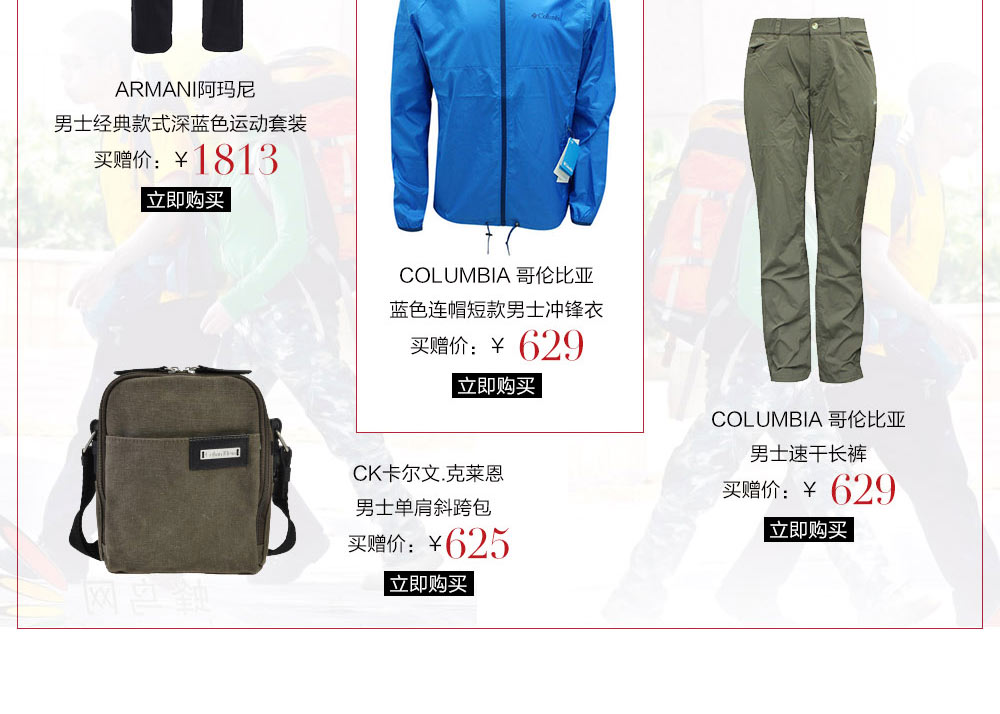 ARMANI阿玛尼
男士经典款式深蓝色运动套装
买赠价：￥1813
立即购买
Columbia
COLUMBIA 哥伦比亚
蓝色连帽短款男士冲锋衣
买赠价：￥ 629
立即购买
COLUMBIA 哥伦比亚
男士速干长裤
买赠价：￥ 629
立即购买
Calvin Klein
CK卡尔文.克莱恩
男士单肩斜跨包
买赠价：￥625
立即购买